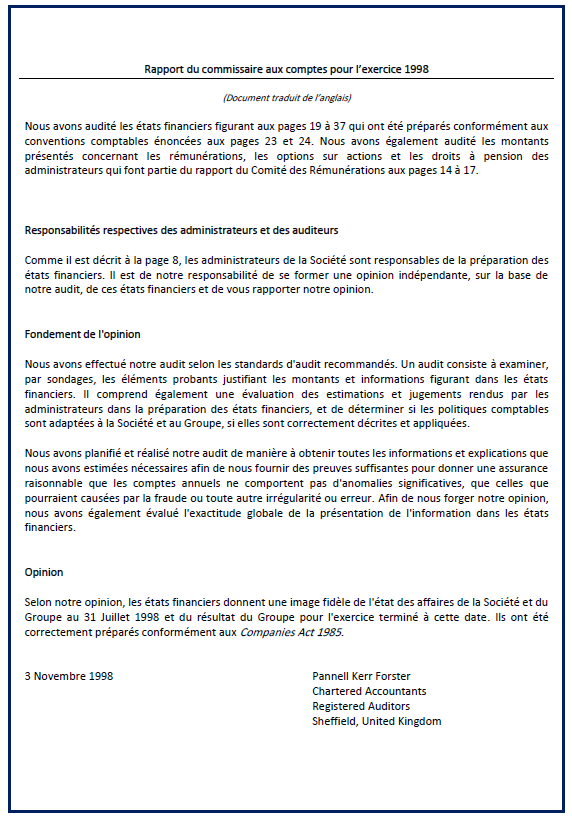 Rapport du commissaire aux comptes pour l'exercice 1998
(Document traduit de l'anglais)
Nous avons audité les états financiers figurant aux pages 19 à 37 qui ont été préparés conformément aux
conventions comptables énoncées aux pages 23 et 24. Nous avons également audité les montants
présentés concernant les rémunérations, les options sur actions et les droits à pension des
administrateurs qui font partie du rapport du Comité des Rémunérations aux pages 14 à 17.
Responsabilités respectives des administrateurs et des auditeurs
Comme il est décrit à la page 8, les administrateurs de la Société sont responsables de la préparation des
états financiers. Il est de notre responsabilité de se former une opinion indépendante, sur la base de
notre audit, de ces états financiers et de vous rapporter notre opinion.
Fondement de l'opinion
Nous avons effectué notre audit selon les standards d'audit recommandés. Un audit consiste à examiner,
par sondages, les éléments probants justifiant les montants et informations figurant dans les états
financiers. Il comprend également une évaluation des estimations et jugements rendus par les
administrateurs dans la préparation des états financiers, et de déterminer si les politiques comptables
sont adaptées à la Société et au Groupe, si elles sont correctement décrites et appliquées.
Nous avons planifié et réalisé notre audit de manière à obtenir toutes les informations et explications que
nous avons estimées nécessaires afin de nous fournir des preuves suffisantes pour donner une assurance
raisonnable que les comptes annuels ne comportent pas d'anomalies significatives, que celles que
pourraient causées par la fraude ou toute autre irrégularité ou erreur. Afin de nous forger notre opinion,
nous avons également évalué l'exactitude globale de la présentation de l'information dans les états
financiers.
Opinion
Selon notre opinion, les états financiers donnent une image fidèle de l'état des affaires de la Société et du
Groupe au 31 Juillet 1998 et du résultat du Groupe pour l'exercice terminé à cette date. Ils ont été
correctement préparés conformément aux Companies Act 1985.
3 Novembre 1998
Pannell Kerr Forster
Chartered Accountants
Registered Auditors
Sheffield, United Kingdom